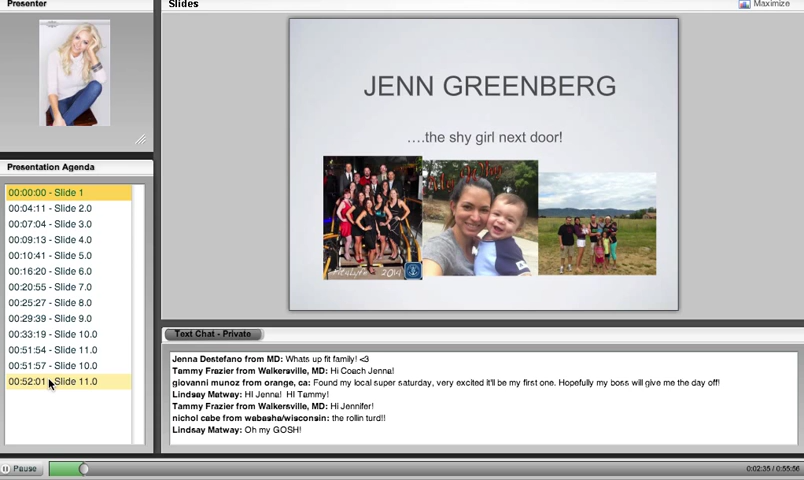 Presenter
Slides
Maximize
JENN GREENBERG
....the shy girl next door!
2014
Presentation Agenda
00:00:00 - Slide 1
00:04:11 - Slide 2.0
00:07:04 - Slide 3.0
00:09:13 - Slide 4.0
00:10:41 - Slide 5.0
00:16:20 - Slide 6.0
00:20:55 - Slide 7.0
00:25:27 - Slide 8.0
00:29:39 - Slide 9.0
00:33:19 - Slide 10.0
00:51:54 - Slide 11.0
00:51:57 - Slide 10.0
00:52:01 - Slide 11.0
Text Chat - Private
Jenna Destefano from MD: Whats up fit family! <3
Tammy Frazier from Walkersville, MD: Hi Coach Jenna!
giovanni munoz from orange, ca: Found my local super saturday, very excited it'll be my first one. Hopefully my boss will give me the day off!
Lindsay Matway: HI Jenna! HI Tammy!
Tammy Frazier from Walkersville, MD: Hi Jennifer!
nichol cabe from wabasha/wisconsin: the rollin turd!!
Lindsay Matway: Oh my GOSH!
Pause
00:02:35 / 0:55:56